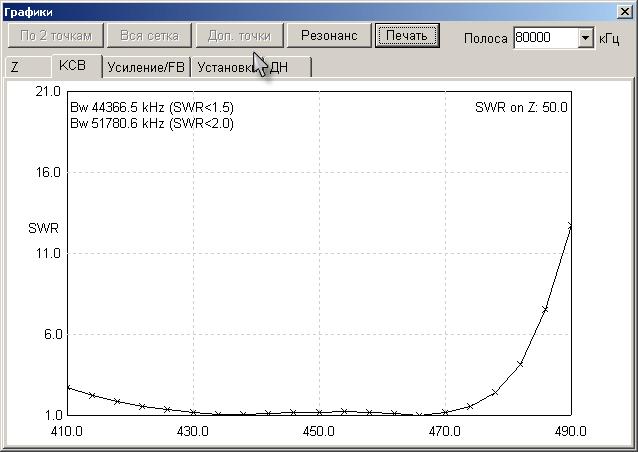 Графики
По 2 точкам Вся сетка Доп. точки Резонанс Печать Полоса 80000 кГц
Z КСВ Усиление/FB Установки ДН
21.0
Bw 44366.5 kHz (SWR<1.5) SWR on Z: 50.0
Bw 51780.6 kHz (SWR<2.0)
16.0
SWR
11.0
6.0
1.0
410.0 430.0 450.0 470.0 490.0